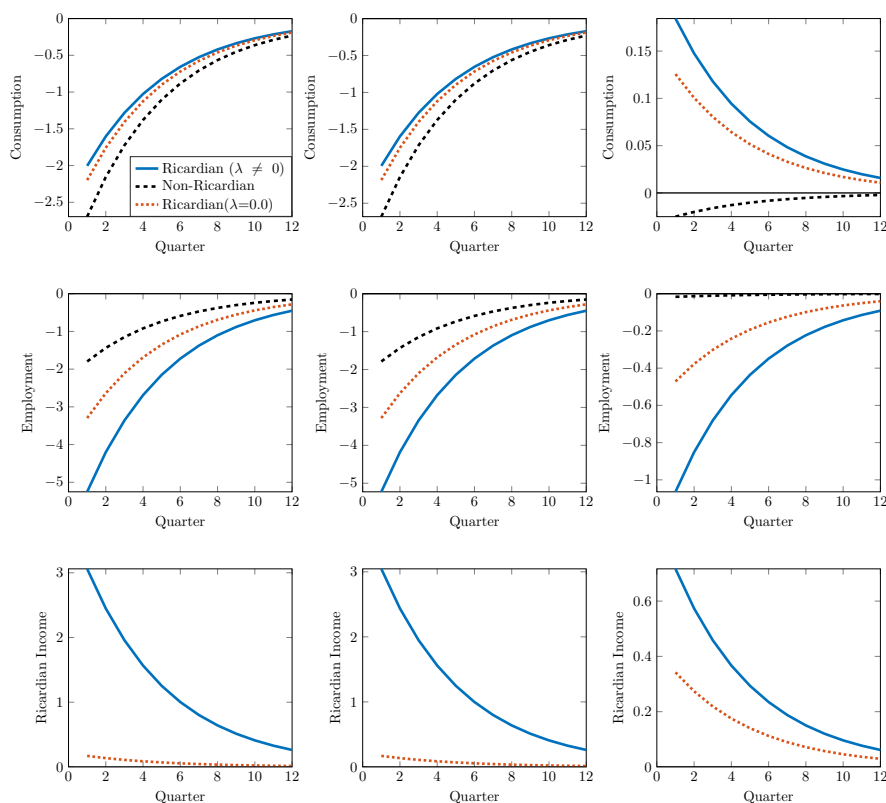 0.15
0.1
0.05
0
0 2 4 6 8 10 12
Quarter
Consumption
0
−0.5
−1
−1.5
−2
−2.5
0 2 4 6 8 10 12
Quarter
Consumption
Ricardian (λ ≠ 0)
Non-Ricardian
Ricardian(λ=0.0)
0
−0.5
−1
−1.5
−2
−2.5
0 2 4 6 8 10 12
Quarter
Consumption
0
−1
−2
−3
−4
−5
0 2 4 6 8 10 12
Quarter
Employment
0
−1
−2
−3
−4
−5
0 2 4 6 8 10 12
Quarter
Employment
0
−0.2
−0.4
−0.6
−0.8
−1
0 2 4 6 8 10 12
Quarter
Employment
3
2
1
0
0 2 4 6 8 10 12
Quarter
Ricardian Income
3
2
1
0
0 2 4 6 8 10 12
Quarter
Ricardian Income
0.6
0.4
0.2
0
0 2 4 6 8 10 12
Quarter
Ricardian Income